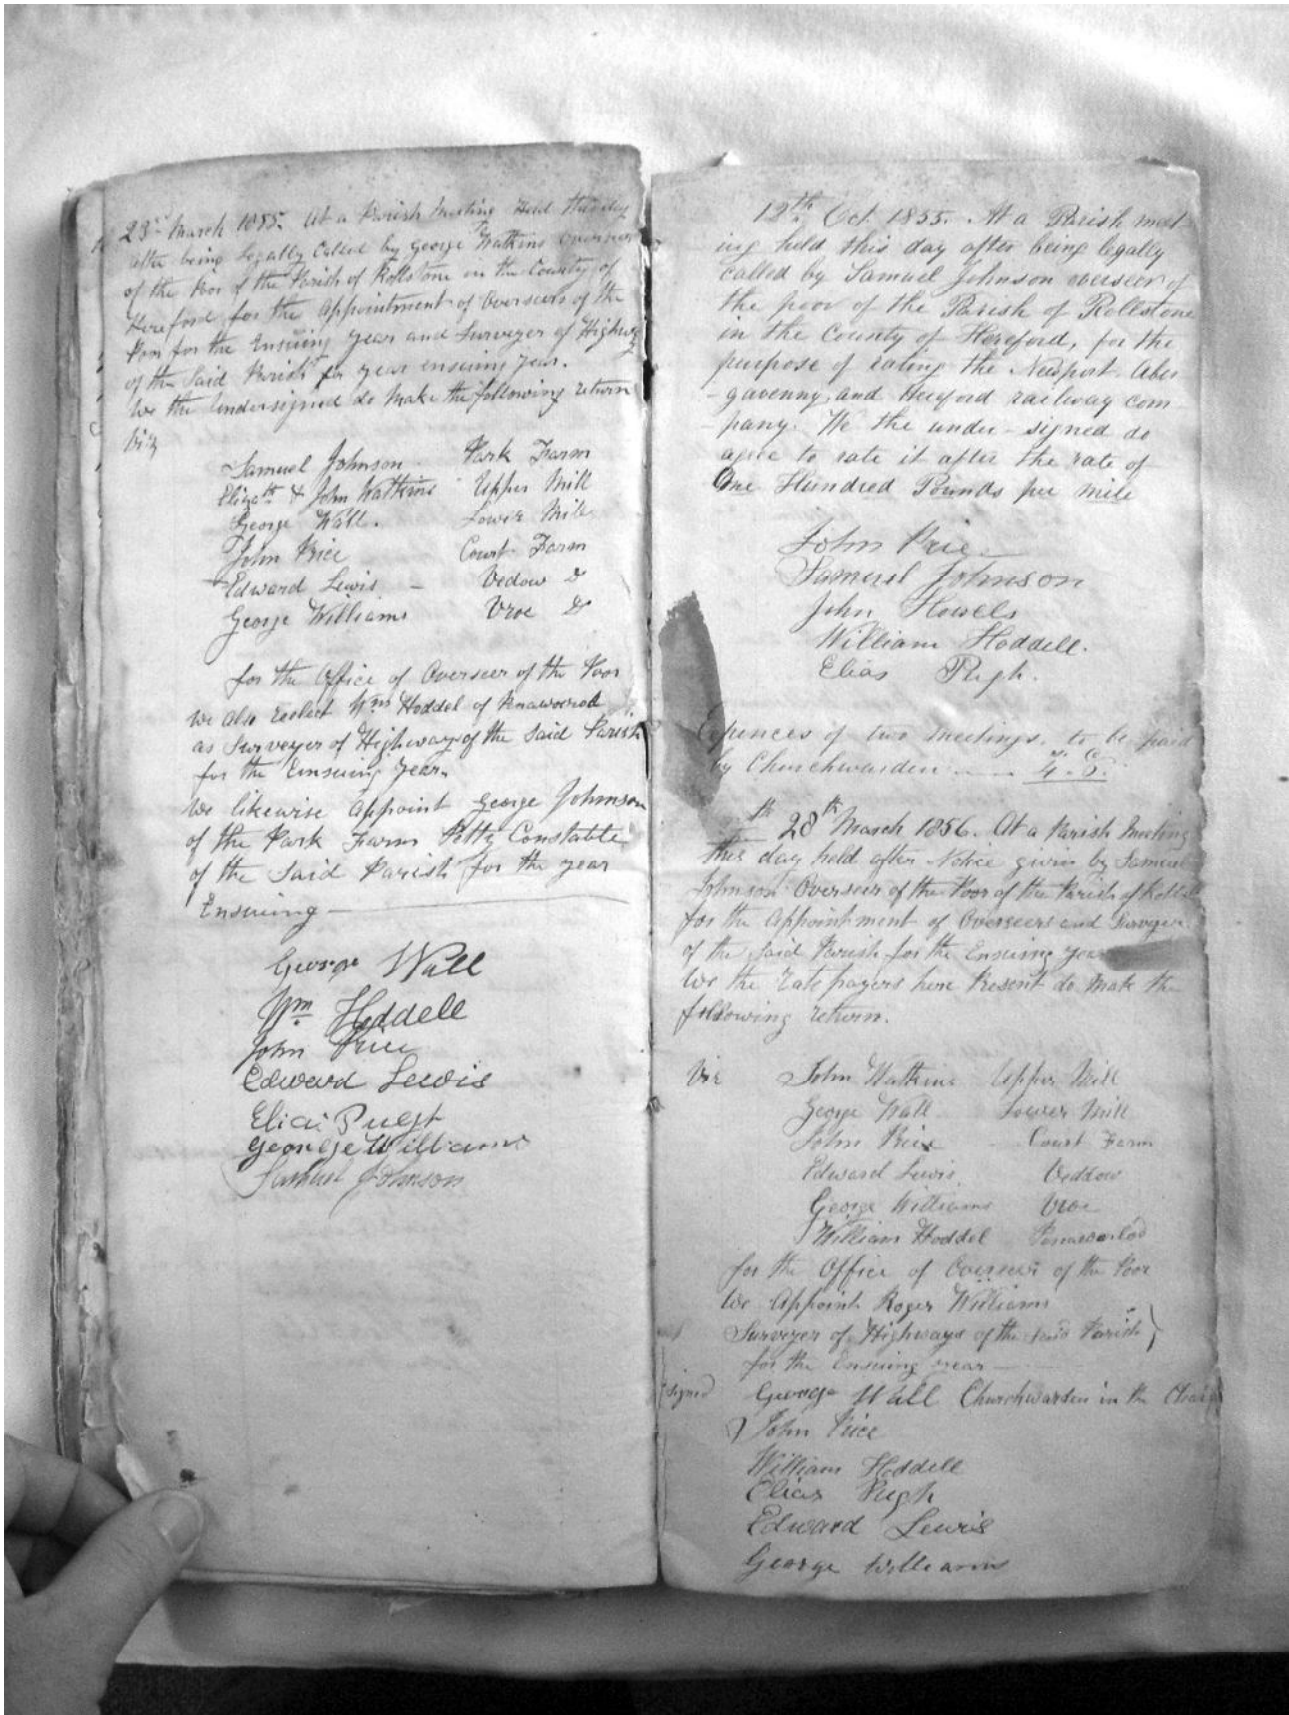 23rd March 1855. At a Parish Meeting Held this day
after being Legally Called by George Watkins Overseer
of the Poor of the Parish of Rollstone in the County of
Hereford for the Appointment of Overseers of the
Poor for the Ensuing year and Surveyor of Highways
of the Said Parish for year ensuing year.
We the Undersigned do Make the following return
Viz
Samuel Johnson Park Farm
Elizth & John Watkins Upper Mill
George Wall. Lower Mill
John Price Court Farm
Edward Lewis - Vedow Do
George Williams Vroe Do
for the Office of Overseer of the Poor
We also Reelect Wm Hoddel of
as Surveyor of Highways of the Said Parish
for the Ensuing Year.
We likewise Appoint George Johnson
of the Park Farm Petty Constable
of the Said Parish for the year
Ensuing
George Wall
Wm Hoddell
John Price
Edward Lewis
Elias Pugh
George Williams
Samuel Johnson
12th Oct. 1855. At a Parish meet
ing held this day after being legally
called by Samuel Johnson overseer of
the poor of the Parish of Rollstone
in the County of Hereford, for the
purpose of rating the Newport Aber
-gavenny, and Hereford railway com
-pany. We the under-signed do
agree to rate it after the rate of
One Hundred Pounds per mile
John Price
Samuel Johnson
John Howells
William Hoddell.
Elias Pugh.
Expences of two meetings, to be paid
by Churchwarden 4-6.
th 28th March 1856. At a Parish Meeting
this day held after Notice given by Samuel
Johnson Overseer of the Poor of the Parish of
for the Appointment of Overseers and Surveyor
of the Said Parish for the Ensuing year
We the rate payers here Present do make the
following return.
Viz John Watkins Upper Mill
George Wall Lower Mill
John Price Court Farm
Edward Lewis Veddow
George Williams Vroe
William Hoddel
for the Office of Overseers of the Poor
We Appoint Roger Williams
Surveyor of Highways of the said Parish
for the Ensuing year
(signed George Wall Churchwarden in the Chair
John Price
William Hoddell
Elias Pugh
Edward Lewis
George Williams